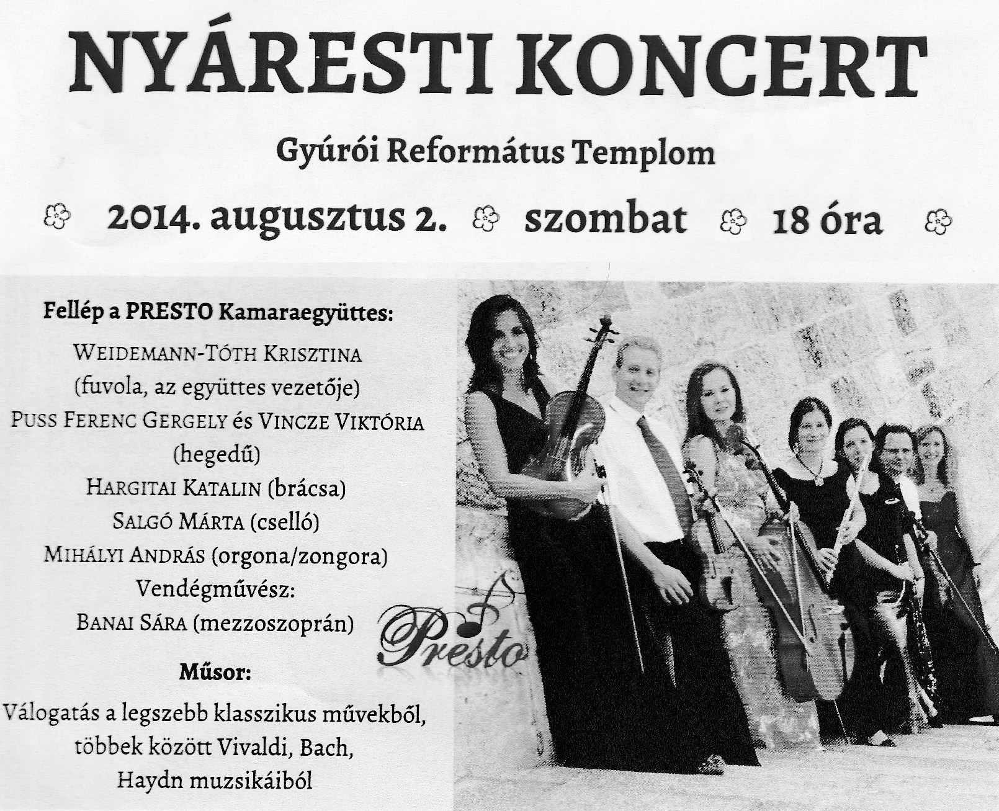 NYÁRESTI KONCERT
Gyúrói Református Templom
2014. augusztus 2. szombat 18 óra
Fellép a PRESTO Kamaraegyüttes:
WEIDEMANN-TÓTH KRISZTINA
(fuvola, az együttes vezetője)
PUSS FERENC GERGELY és VINCZE VIKTÓRIA
(hegedű)
HARGITAI KATALIN (brácsa)
SALGÓ MÁRTA (cselló)
MIHÁLYI ANDRÁS (orgona/zongora)
Vendégművész:
BANAI SÁRA (mezzoszoprán)
Presto
Műsor:
Válogatás a legszebb klasszikus művekből,
többek között Vivaldi, Bach,
Haydn muzsikáiból